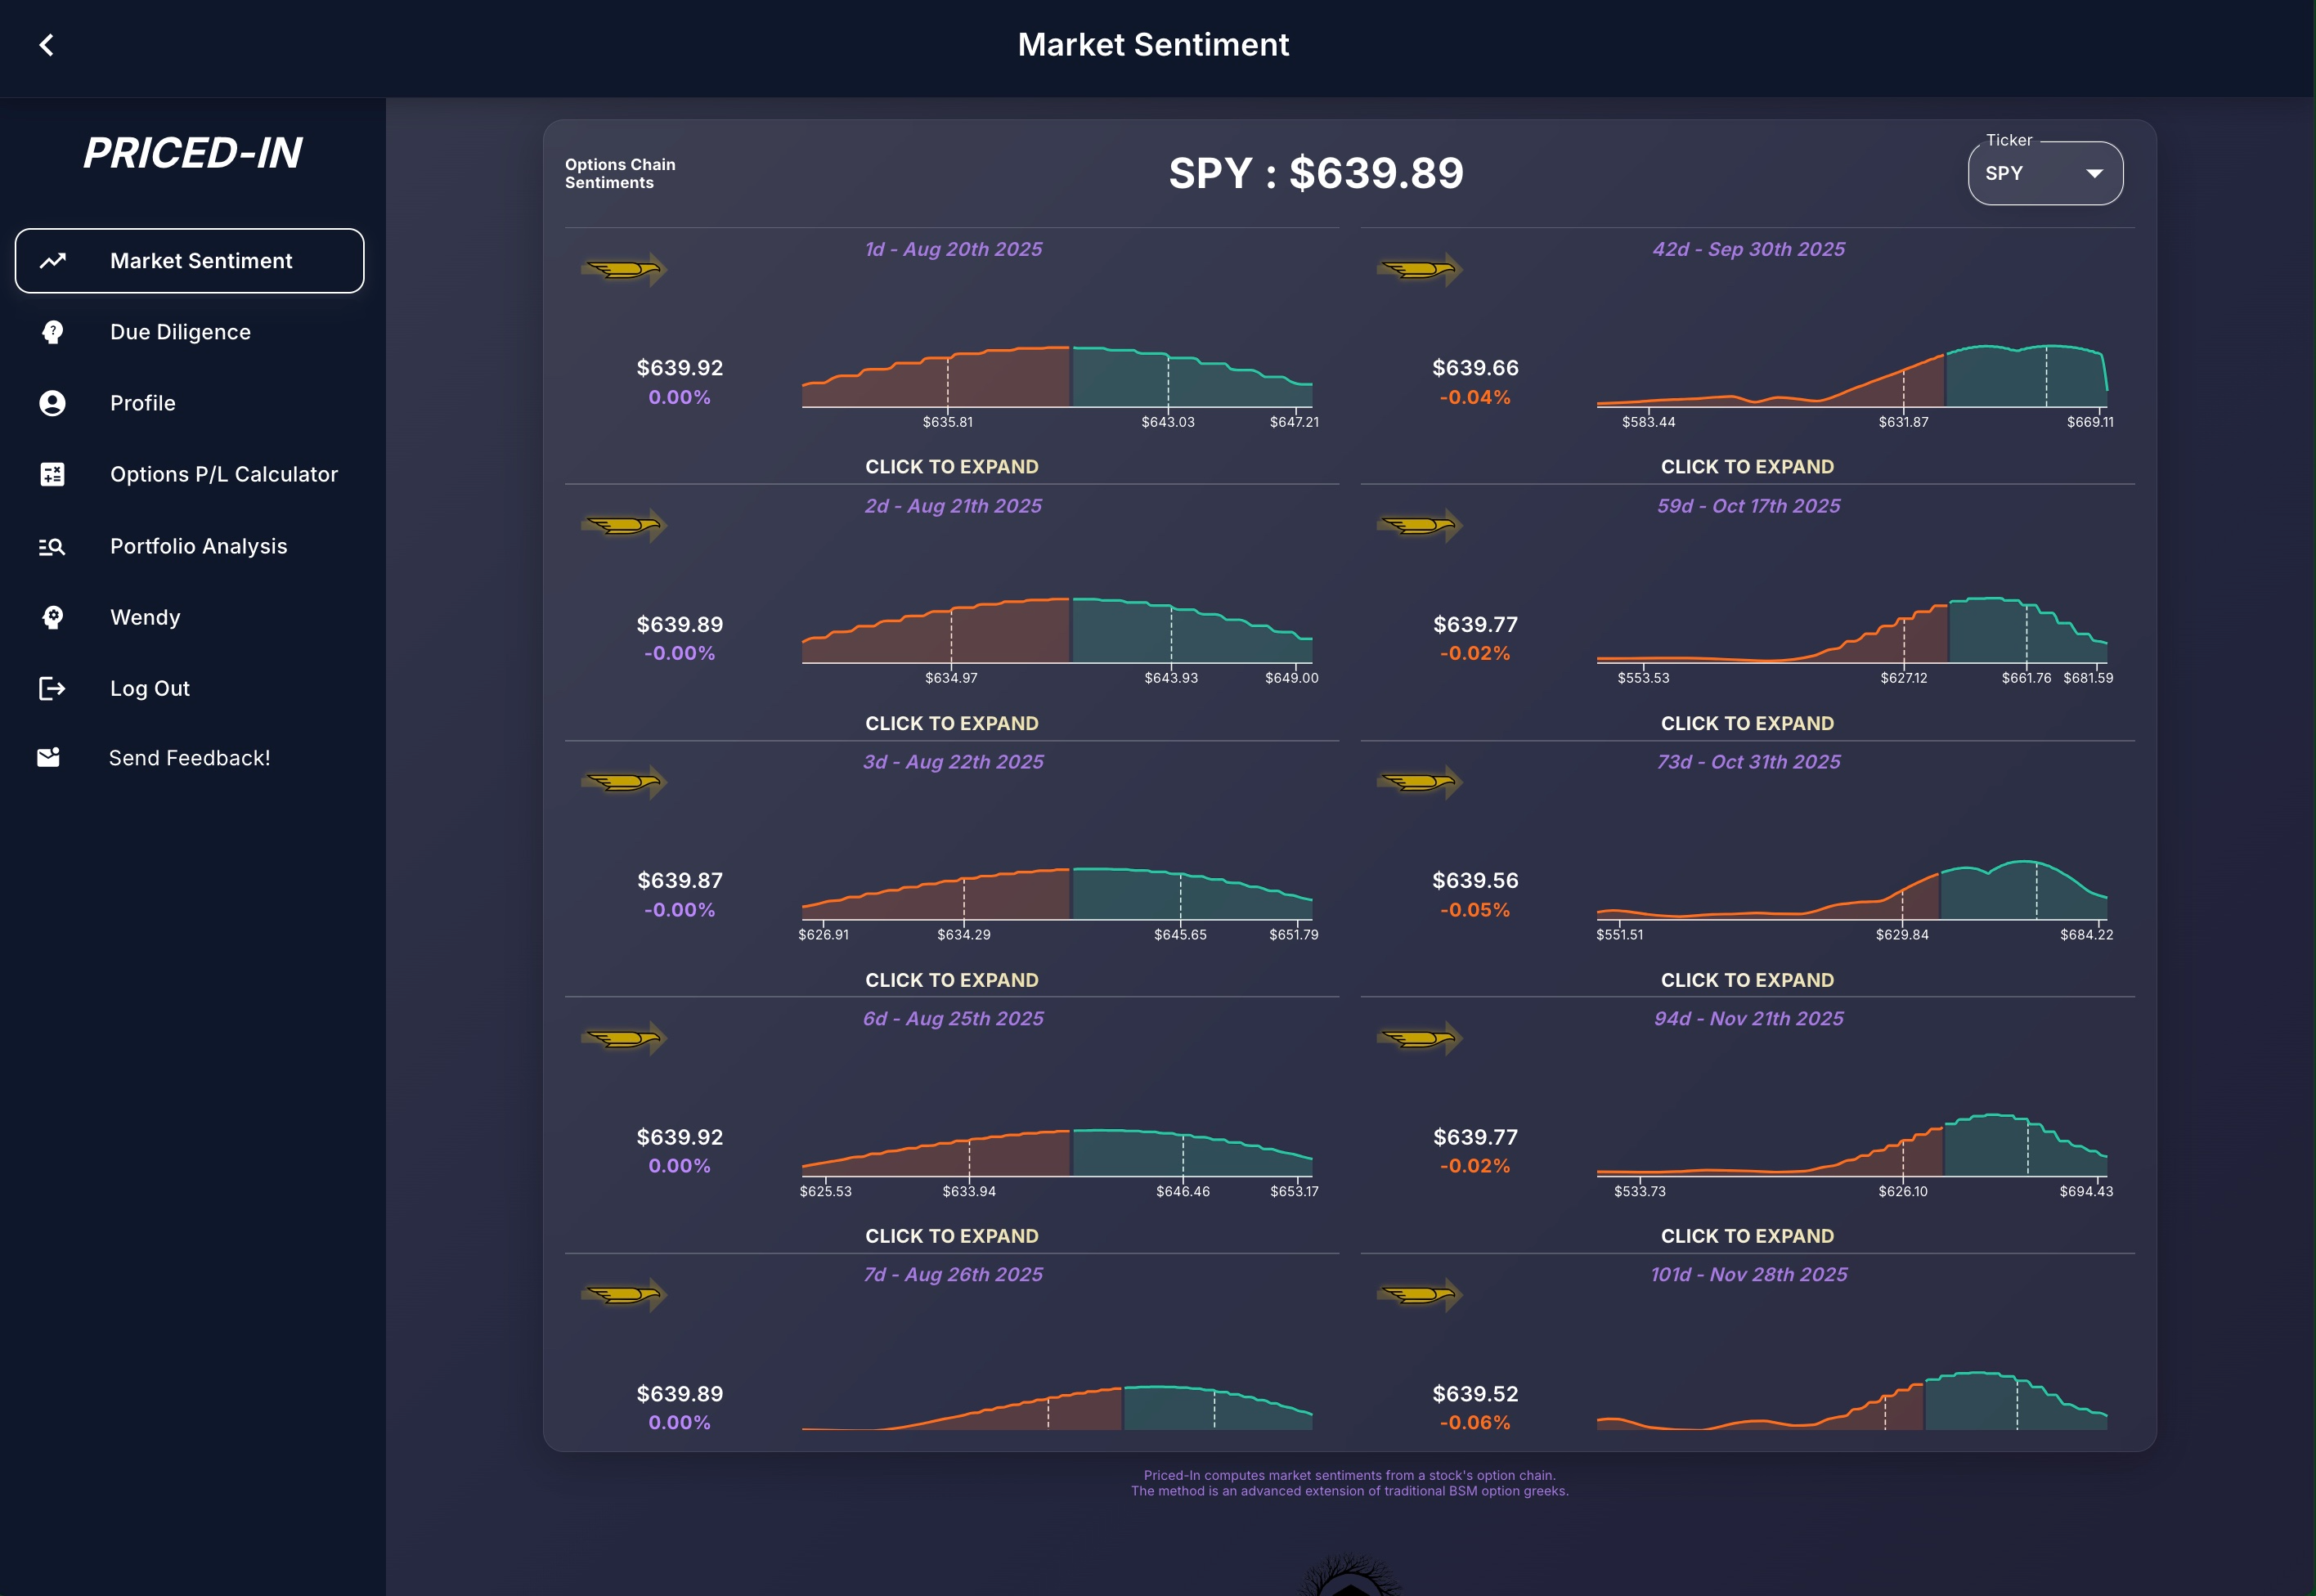 Market Sentiment
PRICED-IN
Market Sentiment
Due Diligence
Profile
Options P/L Calculator
Portfolio Analysis
Wendy
Log Out
Send Feedback!
Options Chain
Sentiments
SPY : $639.89
Ticker
SPY
1d - Aug 20th 2025
$639.92
0.00%
$635.81 $643.03 $647.21
CLICK TO EXPAND
2d - Aug 21th 2025
$639.89
-0.00%
$634.97 $643.93 $649.00
CLICK TO EXPAND
3d - Aug 22th 2025
$639.87
-0.00%
$626.91 $634.29 $645.65 $651.79
CLICK TO EXPAND
6d - Aug 25th 2025
$639.92
0.00%
$625.53 $633.94 $646.46 $653.17
CLICK TO EXPAND
7d - Aug 26th 2025
$639.89
0.00%
42d - Sep 30th 2025
$639.66
-0.04%
$583.44 $631.87 $669.11
CLICK TO EXPAND
59d - Oct 17th 2025
$639.77
-0.02%
$553.53 $627.12 $661.76 $681.59
CLICK TO EXPAND
73d - Oct 31th 2025
$639.56
-0.05%
$551.51 $629.84 $684.22
CLICK TO EXPAND
94d - Nov 21th 2025
$639.77
-0.02%
$533.73 $626.10 $694.43
CLICK TO EXPAND
101d - Nov 28th 2025
$639.52
-0.06%
Priced-In computes market sentiments from a stock's option chain.
The method is an advanced extension of traditional BSM option greeks.